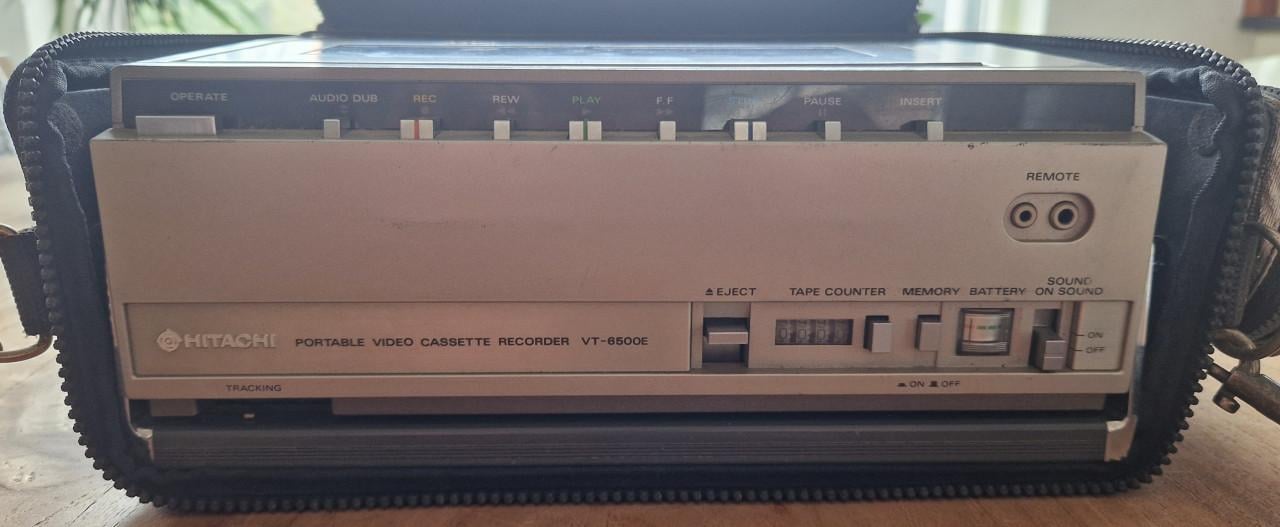 OPERATE
AUDIO DUB
REC
REW
PLAY
F.F
PAUSE
INSERT
REMOTE
EJECT
TAPE COUNTER
MEMORY
BATTERY
SOUND
ON SOUND
HITACHI
PORTABLE VIDEO CASSETTE RECORDER VT-6500E
ON
OFF
TRACKING
ON OFF